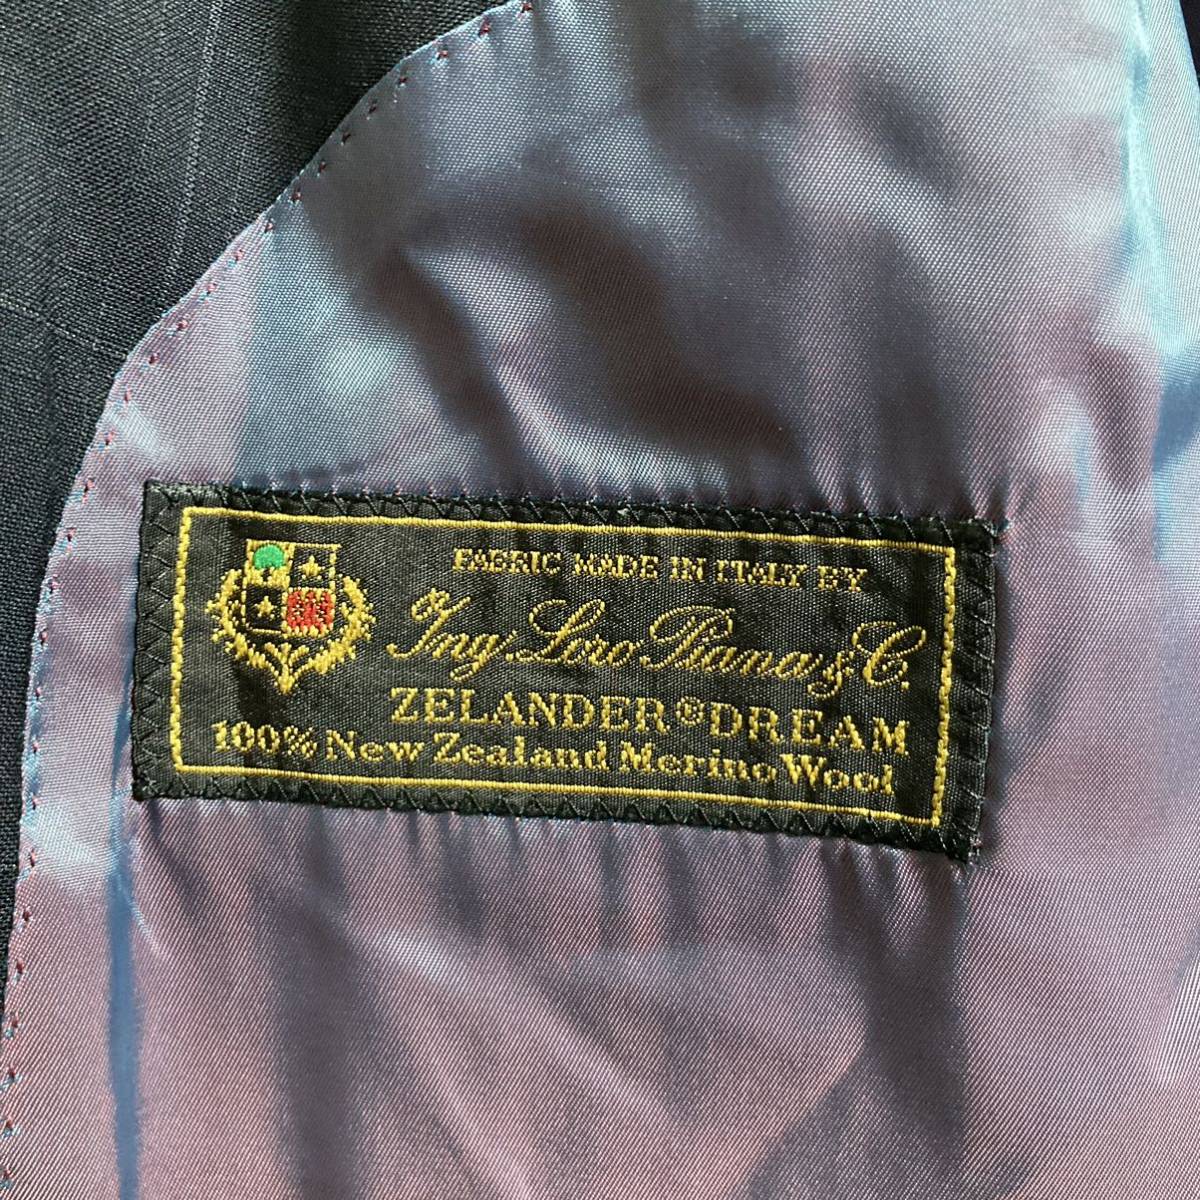 FABRIC MADE IN ITALY BY
Ing. Loro Piana & C.
ZELANDER®DREAM
100% New Zealand Merino Wool